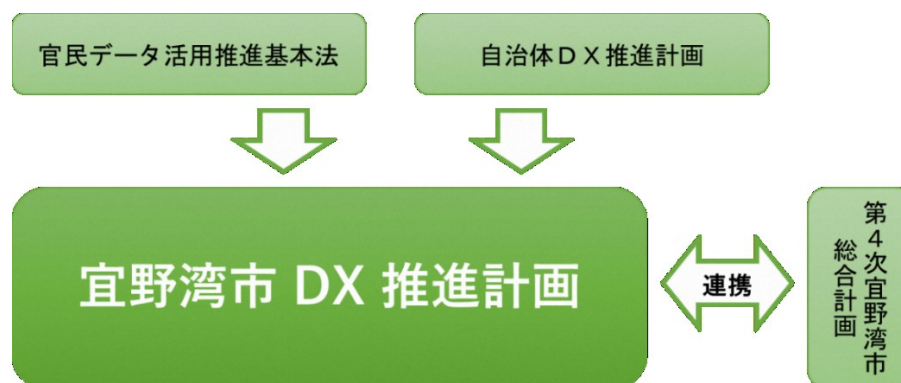 官民データ活用推進基本法
自治体ＤＸ推進計画
宜野湾市 DX 推進計画
連携
第４次宜野湾市
総合計画